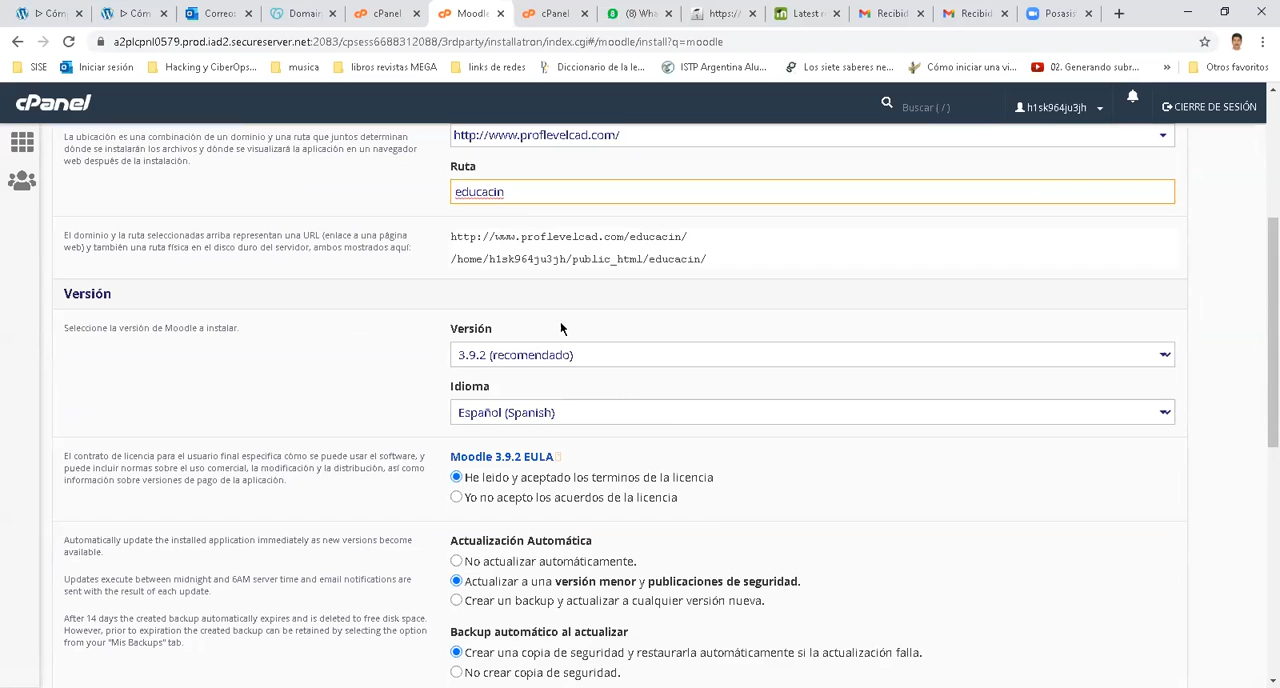 Cóm
Cóm
Correo:
Domain
cPanel
Moodle
cPanel
(8) Wha
https:/
Latest r
Recibid
Recibid
Posasis
a2plcpnl0579.prod.iad2.secureserver.net:2083/cpsess6688312088/3rdparty/installatron/index.cgi#/moodle/install?q=moodle
SISE
Iniciar sesión
Hacking y CiberOps...
musica
libros revistas MEGA
links de redes
Diccionario de la le...
ISTP Argentina Alu...
Los siete saberes ne...
Cómo iniciar una vi...
02. Generando subr...
»
Otros favoritos
cPanel
Buscar ( / )
h1sk964ju3jh
CIERRE DE SESIÓN
La ubicación es una combinación de un dominio y una ruta que juntos determinan
dónde se instalarán los archivos y dónde se visualizará la aplicación en un navegador
web después de la instalación.
http://www.proflevelcad.com/
Ruta
educacin
El dominio y la ruta seleccionadas arriba representan una URL (enlace a una página
web) y también una ruta física en el disco duro del servidor, ambos mostrados aquí:
http://www.proflevelcad.com/educacin/
/home/h1sk964ju3jh/public_html/educacin/
Versión
Seleccione la versión de Moodle a instalar.
Versión
3.9.2 (recomendado)
Idioma
Español (Spanish)
El contrato de licencia para el usuario final especifica cómo se puede usar el software, y
puede incluir normas sobre el uso comercial, la modificación y la distribución, así como
información sobre versiones de pago de la aplicación.
Moodle 3.9.2 EULA
He leido y aceptado los terminos de la licencia
Yo no acepto los acuerdos de la licencia
Automatically update the installed application immediately as new versions become
available.
Updates execute between midnight and 6AM server time and email notifications are
sent with the result of each update.
After 14 days the created backup automatically expires and is deleted to free disk space.
However, prior to expiration the created backup can be retained by selecting the option
from your "Mis Backups" tab.
Actualización Automática
No actualizar automáticamente.
Actualizar a una versión menor y publicaciones de seguridad.
Crear un backup y actualizar a cualquier versión nueva.
Backup automático al actualizar
Crear una copia de seguridad y restaurarla automáticamente si la actualización falla.
No crear copia de seguridad.